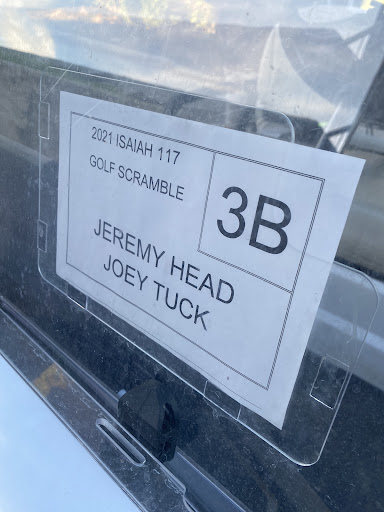 2021 ISAIAH 117
GOLF SCRAMBLE
3B
JEREMY HEAD
JOEY TUCK